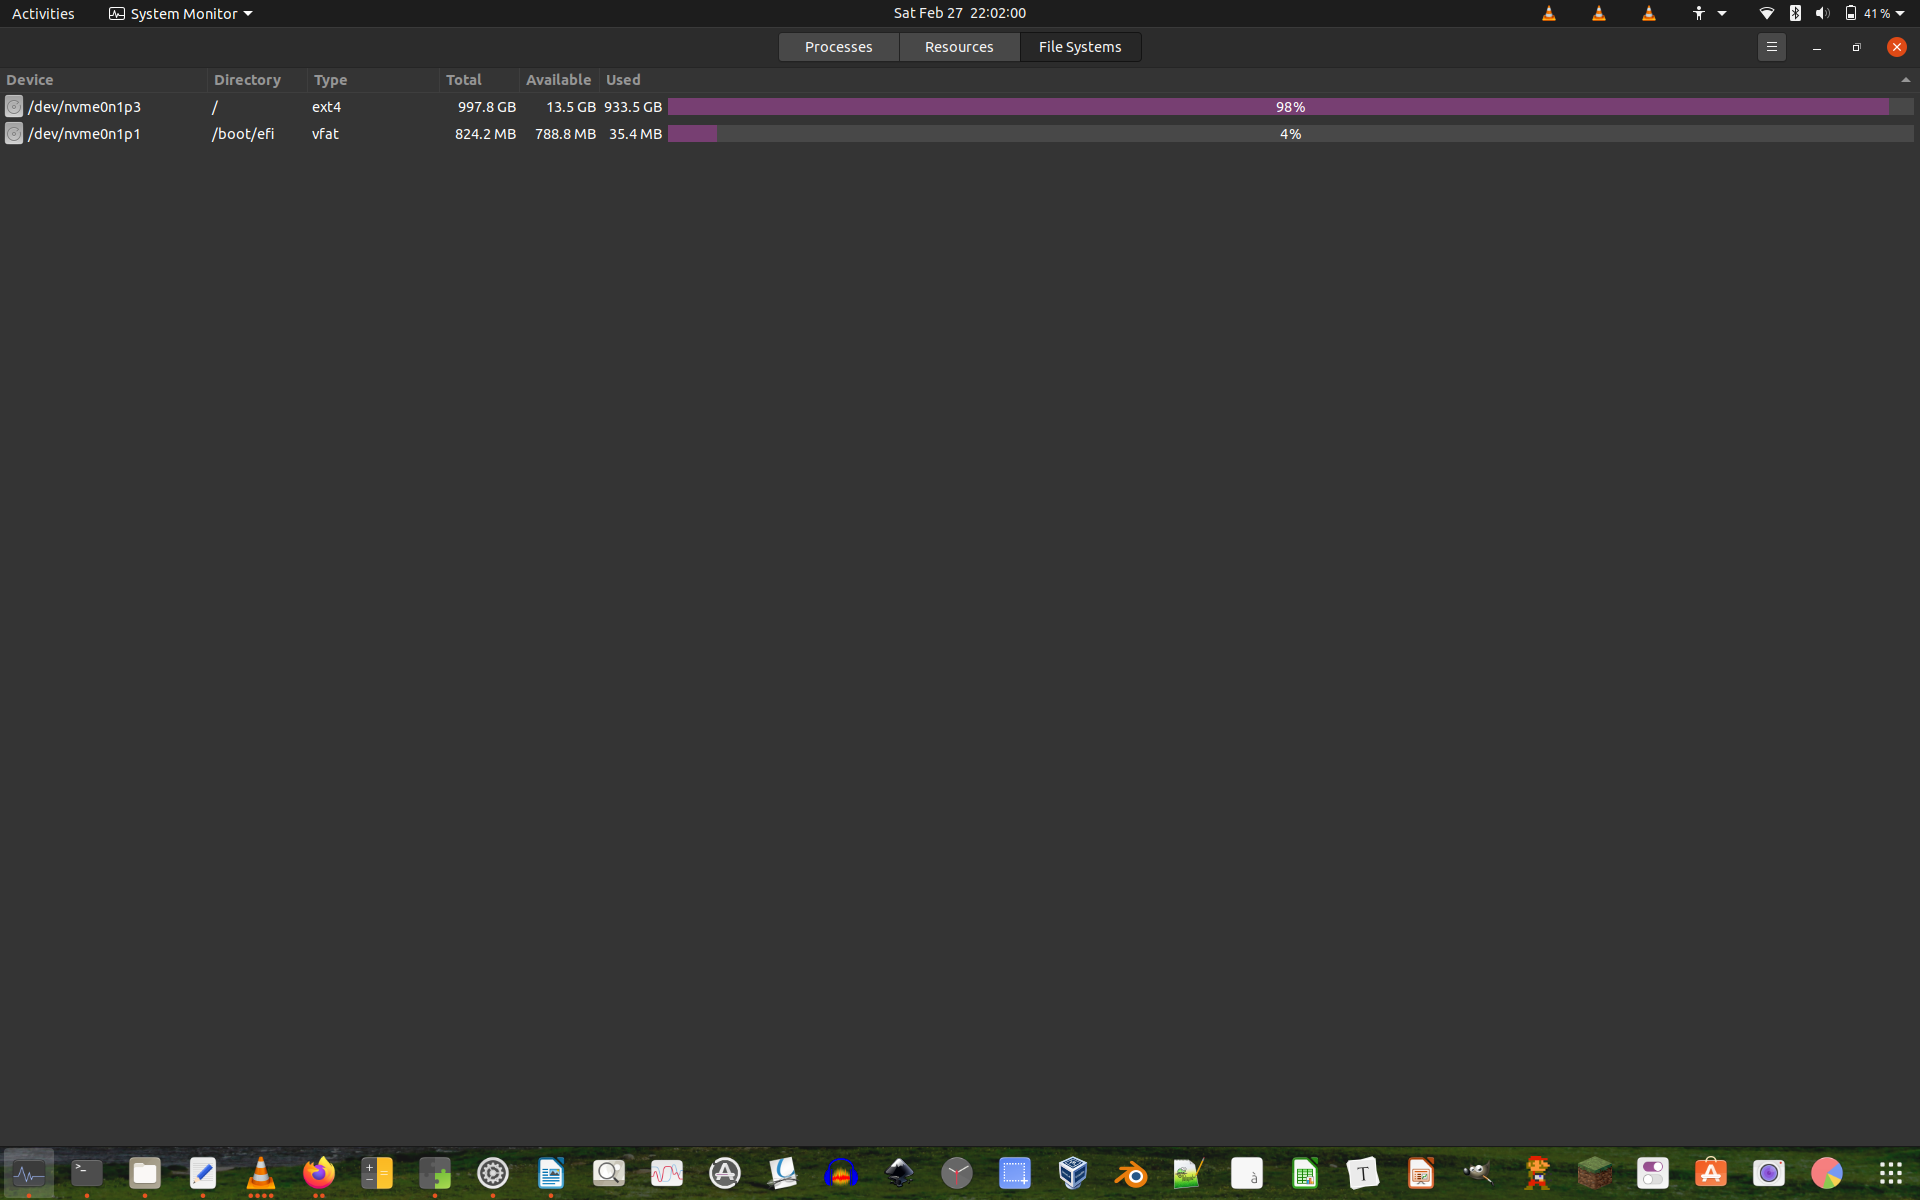 Activities System Monitor Sat Feb 27 22:02:00 41 %
Processes Resources File Systems
Device Directory Type Total Available Used
/dev/nvme0n1p3 / ext4 997.8 GB 13.5 GB 933.5 GB 98%
/dev/nvme0n1p1 /boot/efi vfat 824.2 MB 788.8 MB 35.4 MB 4%